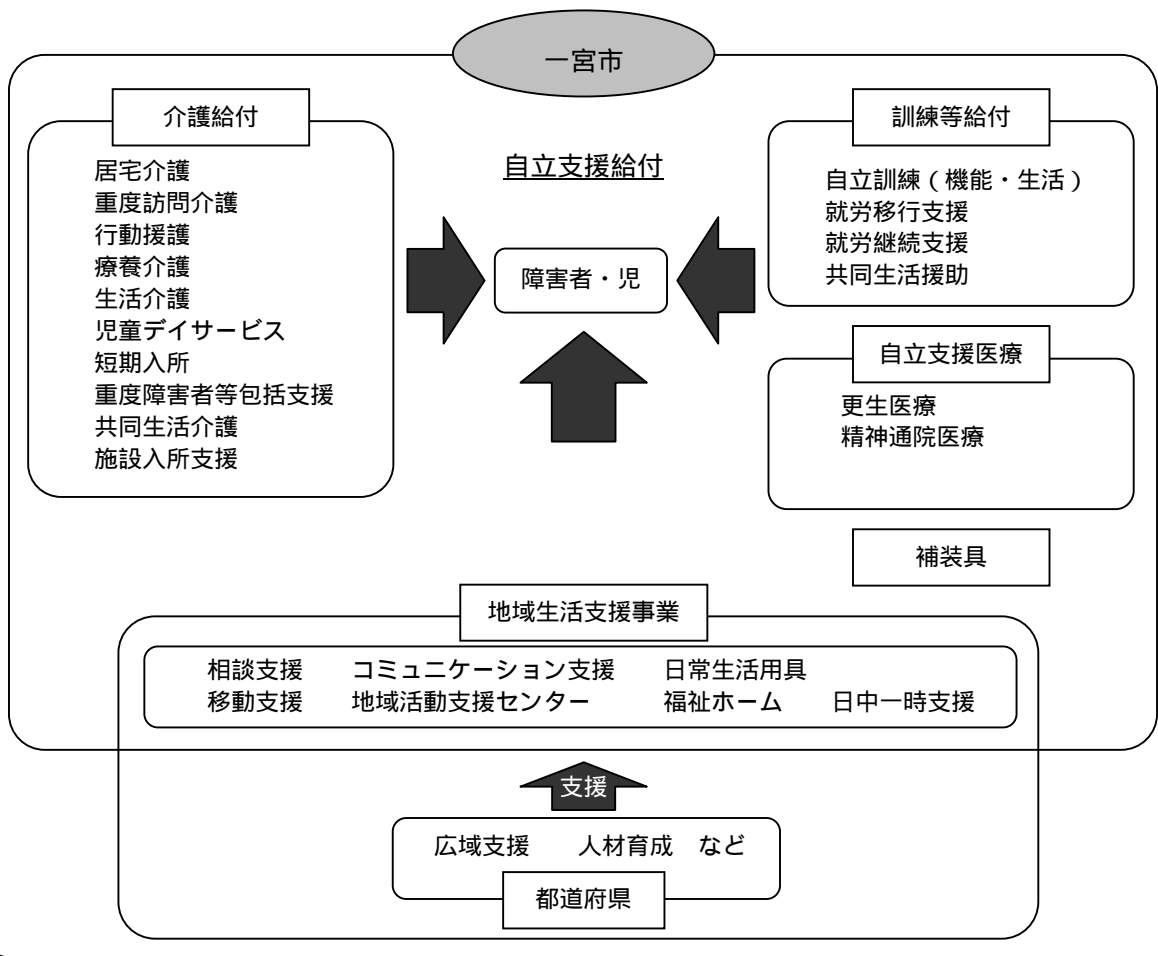 一宮市
介護給付
居宅介護
重度訪問介護
行動援護
療養介護
生活介護
児童デイサービス
短期入所
重度障害者等包括支援
共同生活介護
施設入所支援
自立支援給付
障害者・児
訓練等給付
自立訓練(機能・生活)
就労移行支援
就労継続支援
共同生活援助
自立支援医療
更生医療
精神通院医療
補装具
地域生活支援事業
相談支援 コミュニケーション支援 日常生活用具
移動支援 地域活動支援センター 福祉ホーム 日中一時支援
支援
広域支援 人材育成 など
都道府県